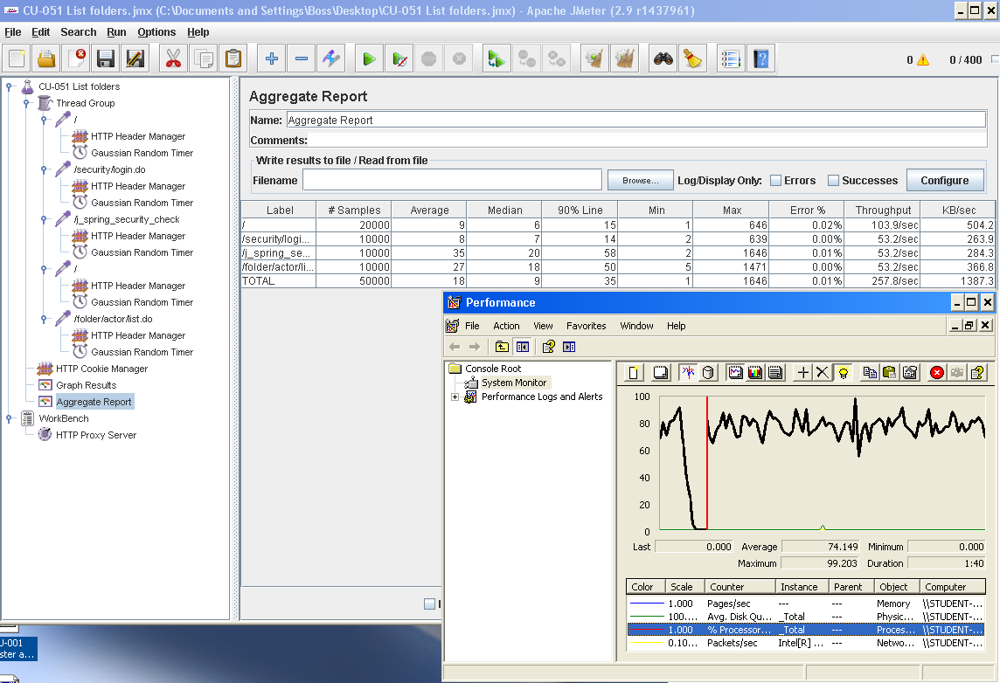 CU-051 List folders.jmx (C:\Documents and Settings\Boss\Desktop\CU-051 List folders.jmx) - Apache JMeter (2.9 r1437961)
File Edit Search Run Options Help
0 0 / 400
CU-051 List folders
Thread Group
/
HTTP Header Manager
Gaussian Random Timer
/security/login.do
HTTP Header Manager
Gaussian Random Timer
/j_spring_security_check
HTTP Header Manager
Gaussian Random Timer
/
HTTP Header Manager
Gaussian Random Timer
/folder/actor/list.do
HTTP Header Manager
Gaussian Random Timer
HTTP Cookie Manager
Graph Results
Aggregate Report
WorkBench
HTTP Proxy Server
Aggregate Report
Name: Aggregate Report
Comments:
Write results to file / Read from file
Filename Browse... Log/Display Only: Errors Successes Configure
Label # Samples Average Median 90% Line Min Max Error % Throughput KB/sec
/ 20000 9 6 15 1 646 0.02% 103.9/sec 504.2
/security/logi... 10000 8 7 14 2 639 0.00% 53.2/sec 263.9
/j_spring_se... 10000 35 20 58 2 1646 0.01% 53.2/sec 284.3
/folder/actor/li... 10000 27 18 50 5 1471 0.00% 53.2/sec 366.8
TOTAL 50000 18 9 35 1 1646 0.01% 257.8/sec 1387.3
Performance
File Action View Favorites Window Help
Console Root
System Monitor
Performance Logs and Alerts
100
80
60
40
20
0
Last 0.000 Average 74.149 Minimum 0.000
Maximum 99.203 Duration 1:40
Color Scale Counter Instance Parent Object Computer
1.000 Pages/sec --- --- Memory \\STUDENT-...
100.... Avg. Disk Qu... _Total --- Physic... \\STUDENT-...
1.000 % Processor... _Total --- Proces... \\STUDENT-...
0.10... Packets/sec Intel[R] ... --- Netwo... \\STUDENT-...
U-001
ster a...